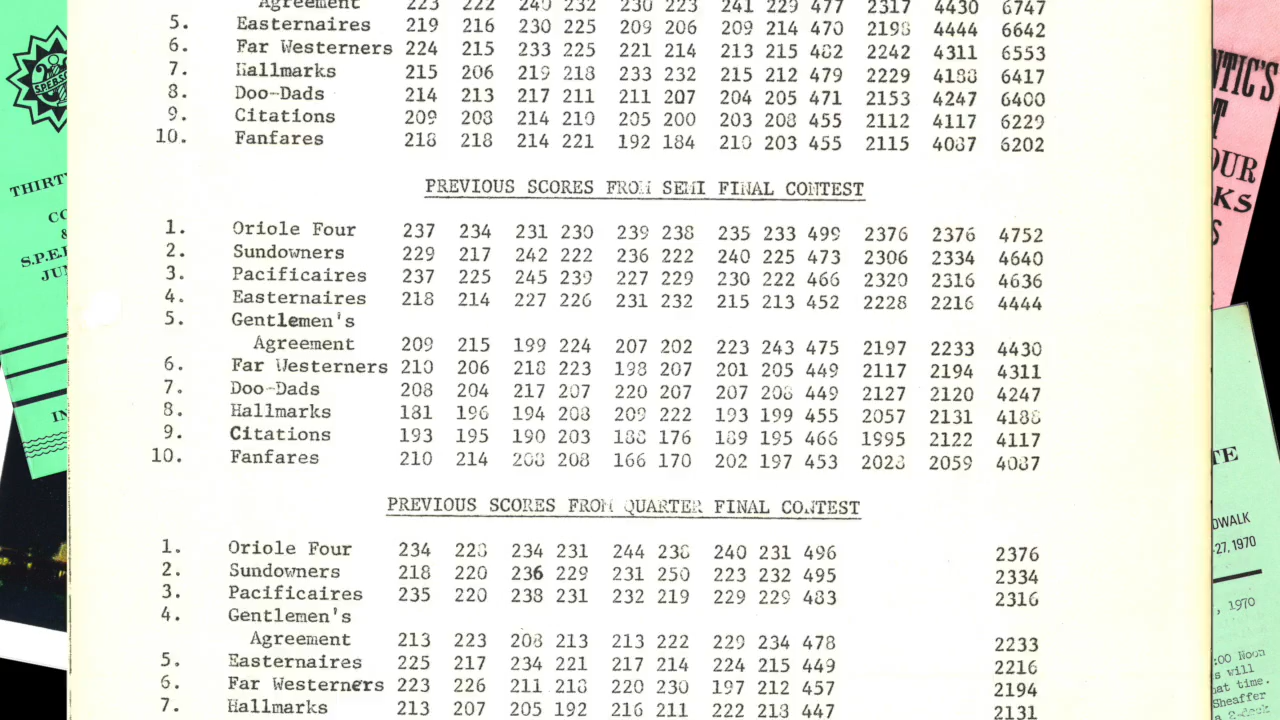 Agreement 223 222 240 232 230 223 241 229 477 2317 4430 6747
5. Easternaires 219 216 230 225 209 206 209 214 470 2198 4444 6642
6. Far Westerners 224 215 233 225 221 214 213 215 482 2242 4311 6553
7. Hallmarks 215 206 219 218 233 232 215 212 479 2229 4188 6417
8. Doo-Dads 214 213 217 211 211 207 204 205 471 2153 4247 6400
9. Citations 209 208 214 210 205 200 203 208 455 2112 4117 6229
10. Fanfares 218 218 214 221 192 184 210 203 455 2115 4087 6202
PREVIOUS SCORES FROM SEMI FINAL CONTEST
1. Oriole Four 237 234 231 230 239 238 235 233 499 2376 2376 4752
2. Sundowners 229 217 242 222 236 222 240 225 473 2306 2334 4640
3. Pacificaires 237 225 245 239 227 229 230 222 466 2320 2316 4636
4. Easternaires 218 214 227 226 231 232 215 213 452 2228 2216 4444
5. Gentlemen's
Agreement 209 215 199 224 207 202 223 243 475 2197 2233 4430
6. Far Westerners 210 206 218 223 198 207 201 205 449 2117 2194 4311
7. Doo-Dads 208 204 217 207 220 207 207 208 449 2127 2120 4247
8. Hallmarks 181 196 194 208 209 222 193 199 455 2057 2131 4188
9. Citations 193 195 190 203 188 176 189 195 466 1995 2122 4117
10. Fanfares 210 214 208 208 166 170 202 197 453 2028 2059 4087
PREVIOUS SCORES FROM QUARTER FINAL CONTEST
1. Oriole Four 234 228 234 231 244 238 240 231 496 2376
2. Sundowners 218 220 236 229 231 250 223 232 495 2334
3. Pacificaires 235 220 238 231 232 219 229 229 483 2316
4. Gentlemen's
Agreement 213 223 208 213 213 222 229 234 478 2233
5. Easternaires 225 217 234 221 217 214 224 215 449 2216
6. Far Westerners 223 226 211 218 220 230 197 212 457 2194
7. Hallmarks 213 207 205 192 216 211 222 218 447 2131
THIRTY
CO
&
S.P.E.
JU
IN
NTIC'S
T
OUR
KS
S
TE
DWALK
-27, 1970
, 1970
:00 Noon
s will
hat time.
Sheaffer